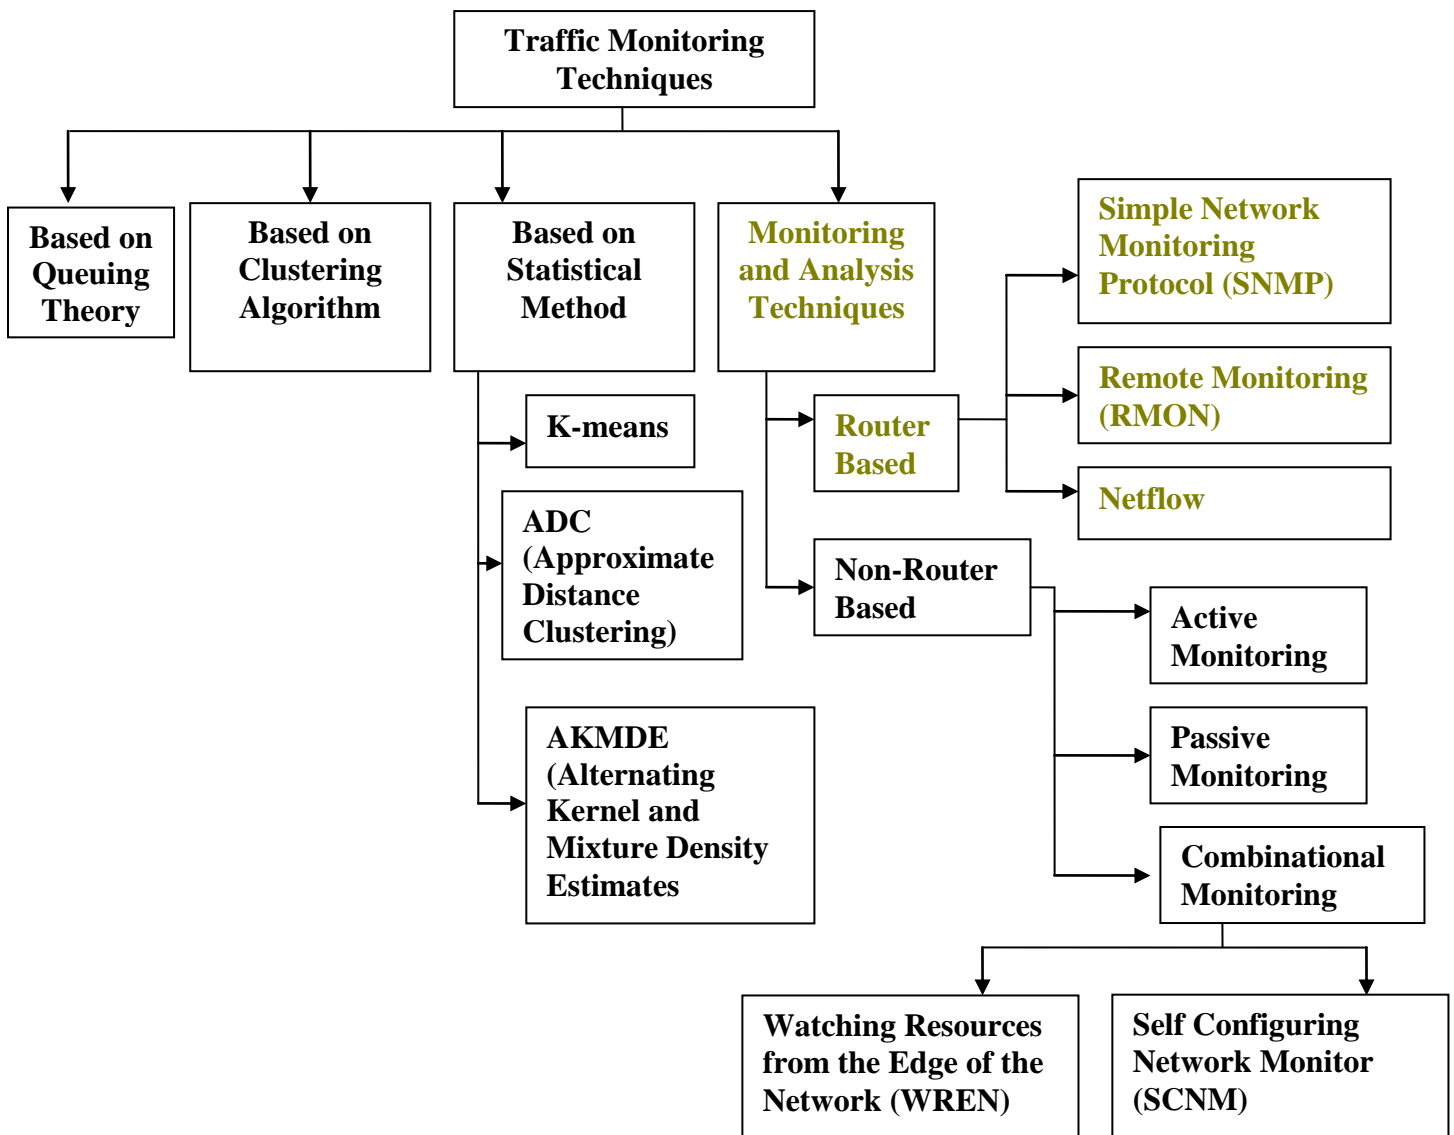 Traffic Monitoring
Techniques
Based on
Queuing
Theory
Based on
Clustering
Algorithm
Based on
Statistical
Method
Monitoring
and Analysis
Techniques
Simple Network
Monitoring
Protocol (SNMP)
Remote Monitoring
(RMON)
Netflow
K-means
Router
Based
ADC
(Approximate
Distance
Clustering)
Non-Router
Based
Active
Monitoring
AKMDE
(Alternating
Kernel and
Mixture Density
Estimates
Passive
Monitoring
Combinational
Monitoring
Watching Resources
from the Edge of the
Network (WREN)
Self Configuring
Network Monitor
(SCNM)